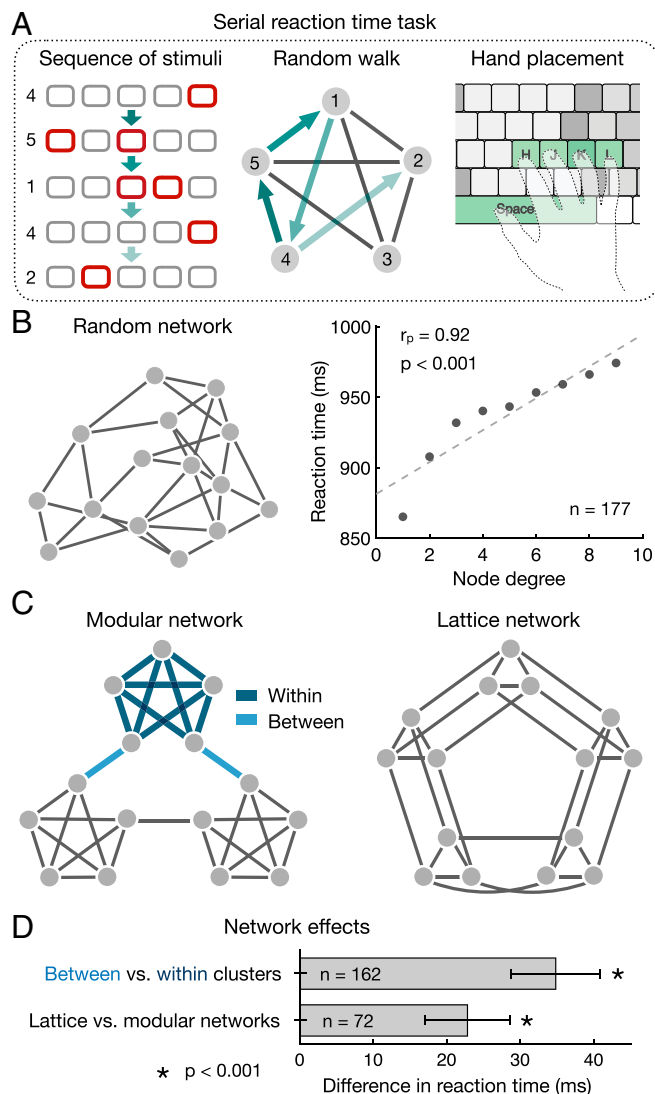 A
Serial reaction time task
Sequence of stimuli
4
5
1
4
2
Random walk
1
2
3
4
5
Hand placement
H J K L
Space
B
Random network
Reaction time (ms)
1000
950
900
850
0 2 4 6 8 10
Node degree
rp = 0.92
p < 0.001
n = 177
C
Modular network
Within
Between
Lattice network
D
Network effects
Between vs. within clusters
n = 162
*
Lattice vs. modular networks
n = 72
*
* p < 0.001
0 10 20 30 40
Difference in reaction time (ms)